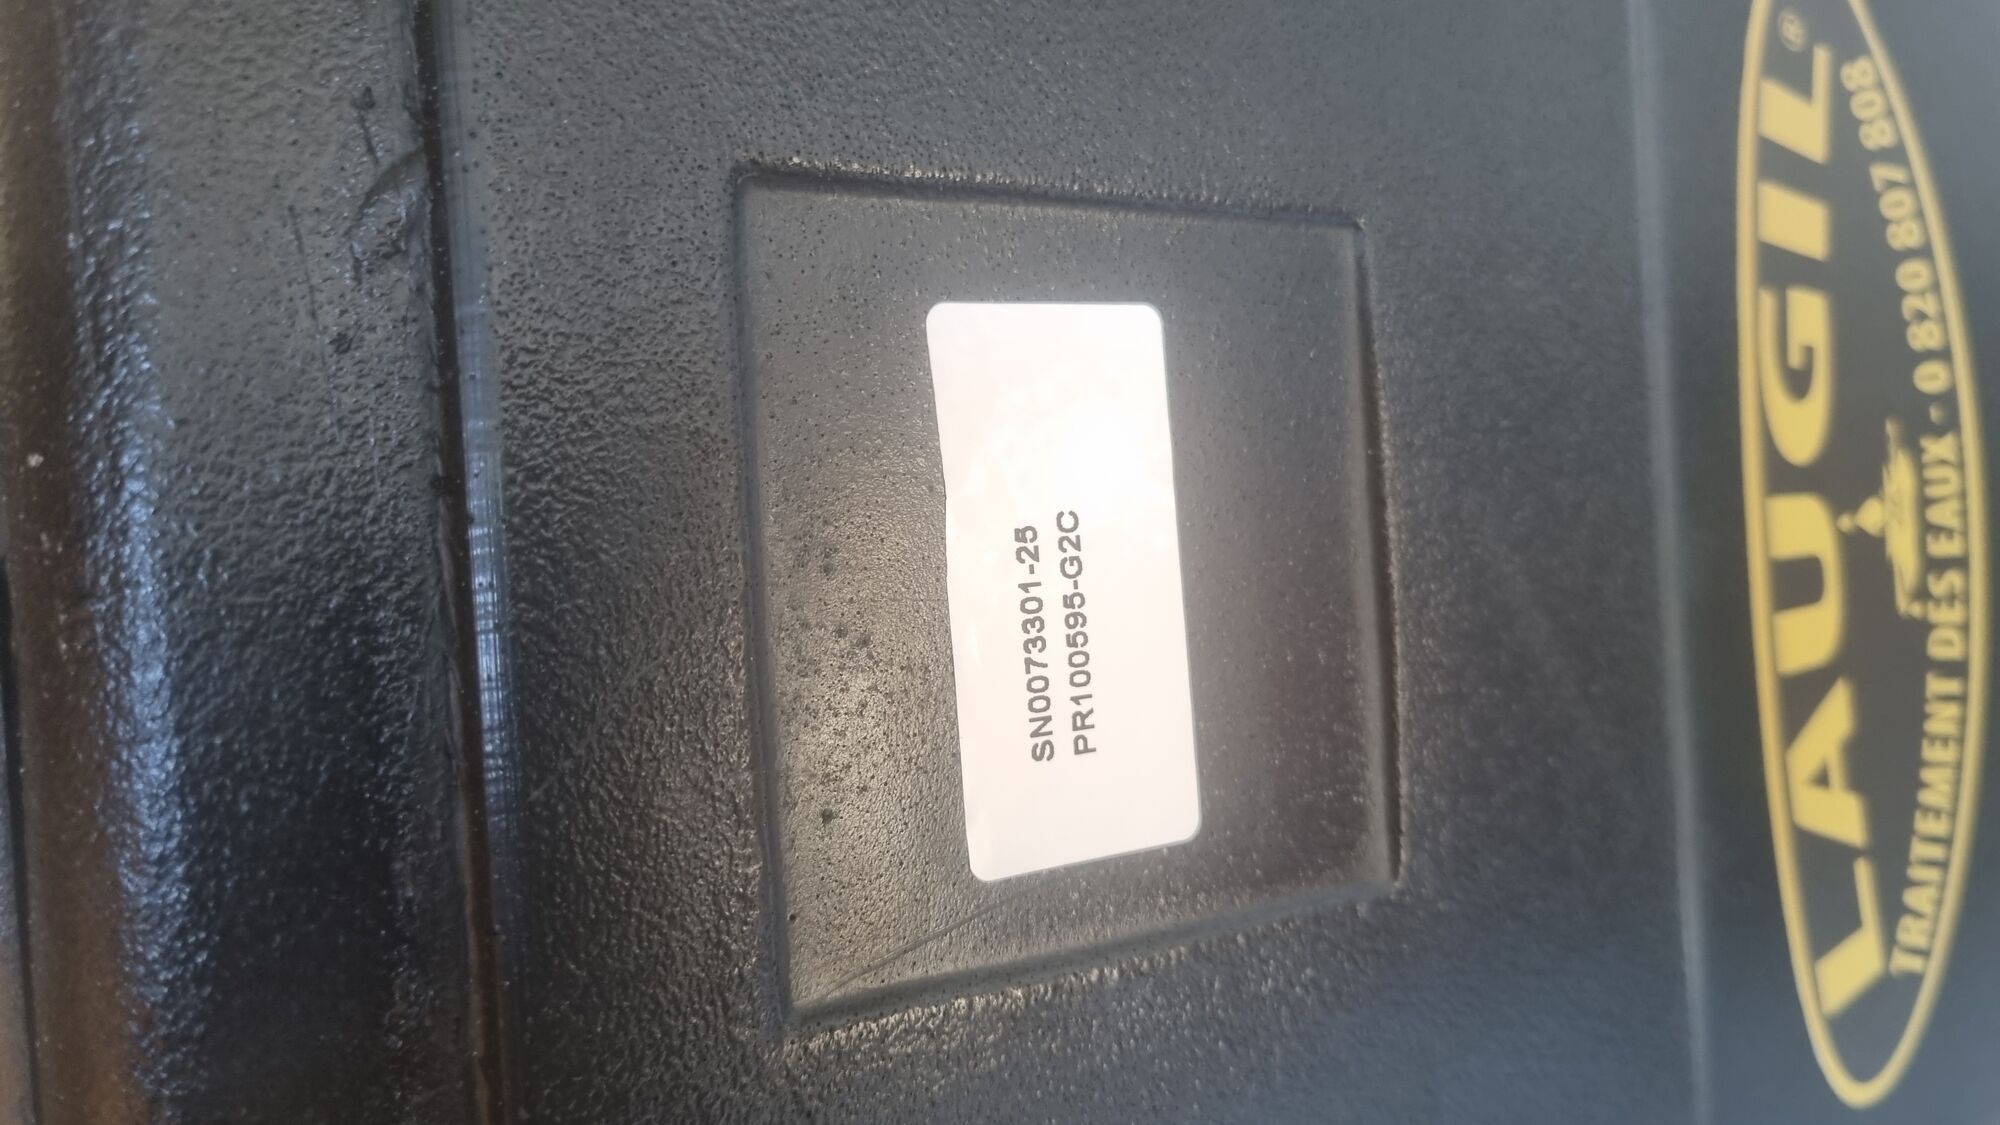 SN0073301-25
PR100595-G2C
LAUGIL®
TRAITEMENT DES EAUX - 0 820 807 808